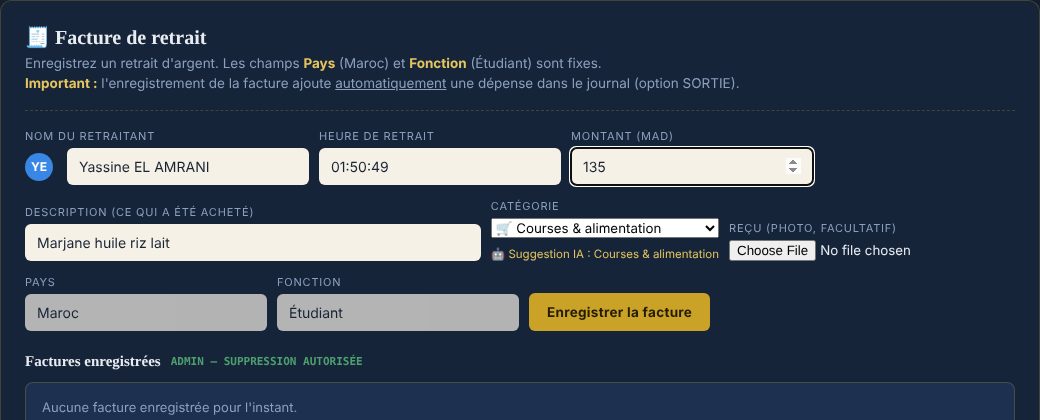 🧾 Facture de retrait
Enregistrez un retrait d'argent. Les champs Pays (Maroc) et Fonction (Étudiant) sont fixes.
Important : l'enregistrement de la facture ajoute automatiquement une dépense dans le journal (option SORTIE).
NOM DU RETRAITANT
HEURE DE RETRAIT
MONTANT (MAD)
YE
Yassine EL AMRANI
01:50:49
135
DESCRIPTION (CE QUI A ÉTÉ ACHETÉ)
CATÉGORIE
REÇU (PHOTO, FACULTATIF)
Marjane huile riz lait
🛒 Courses & alimentation
🤖 Suggestion IA : Courses & alimentation
Choose File No file chosen
PAYS
FONCTION
Maroc
Étudiant
Enregistrer la facture
Factures enregistrées ADMIN — SUPPRESSION AUTORISÉE
Aucune facture enregistrée pour l'instant.